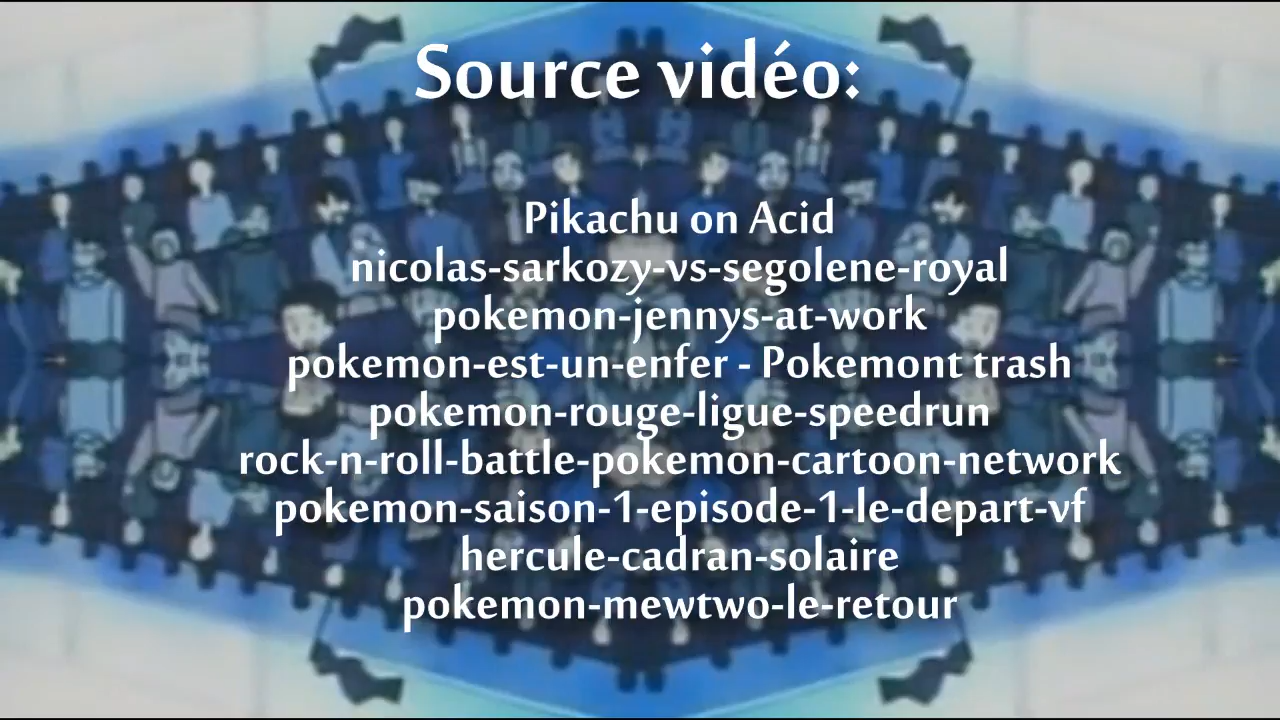 Source vidéo:
Pikachu on Acid
nicolas-sarkozy-vs-segolene-royal
pokemon-jennys-at-work
pokemon-est-un-enfer - Pokemont trash
pokemon-rouge-ligue-speedrun
rock-n-roll-battle-pokemon-cartoon-network
pokemon-saison-1-episode-1-le-depart-vf
hercule-cadran-solaire
pokemon-mewtwo-le-retour